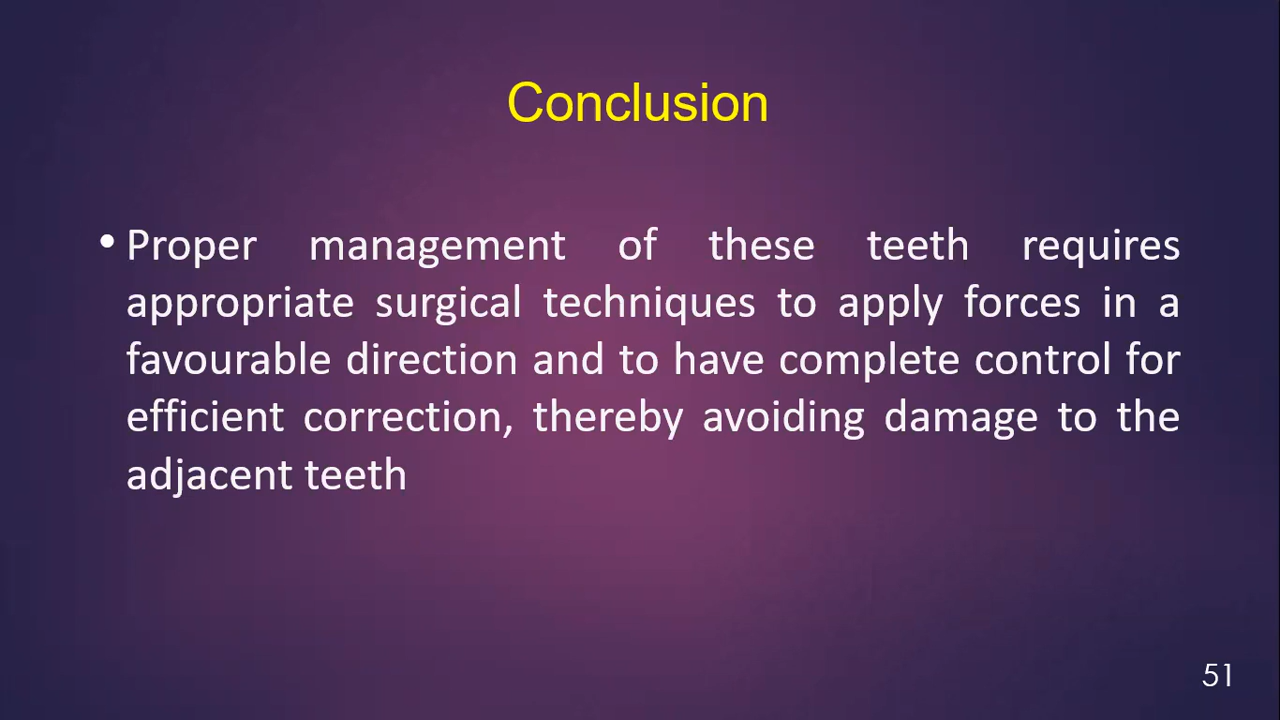 Conclusion
• Proper management of these teeth requires
appropriate surgical techniques to apply forces in a
favourable direction and to have complete control for
efficient correction, thereby avoiding damage to the
adjacent teeth
51